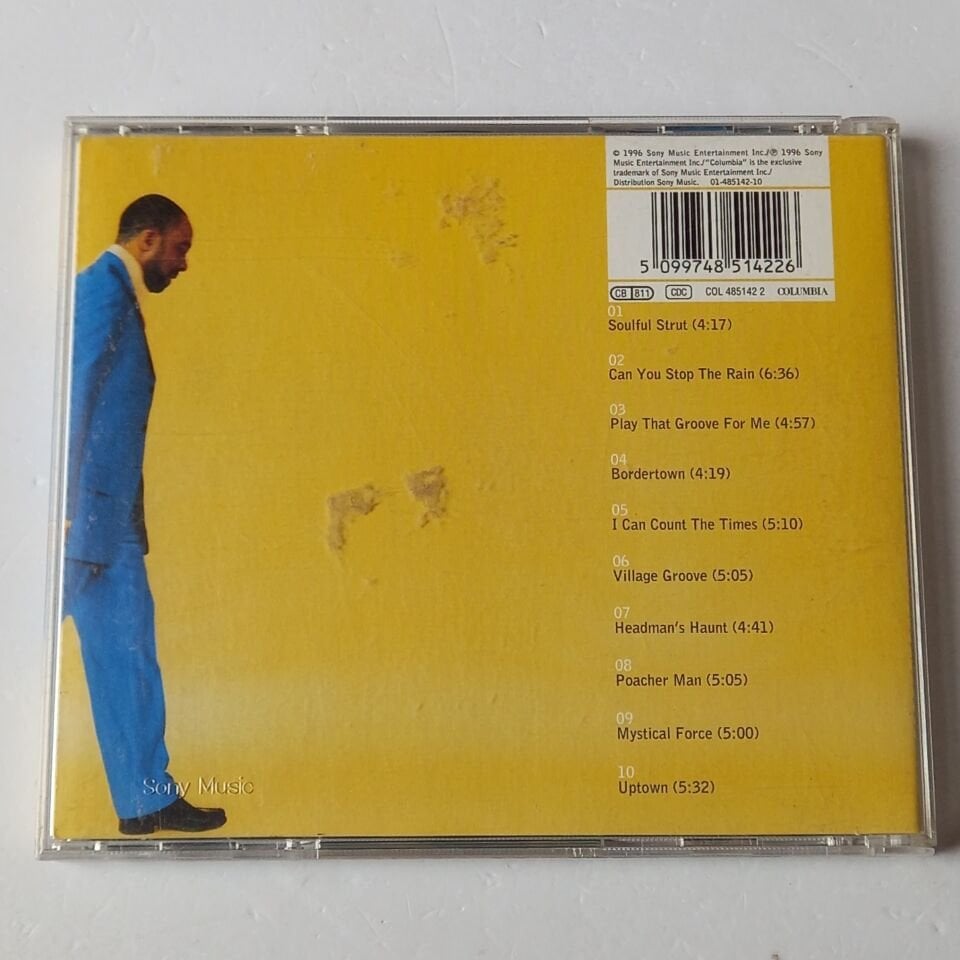 © 1996 Sony Music Entertainment Inc./℗ 1996 Sony
Music Entertainment Inc./"Columbia" is the exclusive
trademark of Sony Music Entertainment Inc./
Distribution Sony Music. 01-485142-10
5 099748 514226
CB 811 CDC COL 485142 2 COLUMBIA
01
Soulful Strut (4:17)
02
Can You Stop The Rain (6:36)
03
Play That Groove For Me (4:57)
04
Bordertown (4:19)
05
I Can Count The Times (5:10)
06
Village Groove (5:05)
07
Headman's Haunt (4:41)
08
Poacher Man (5:05)
09
Mystical Force (5:00)
10
Uptown (5:32)
Sony Music